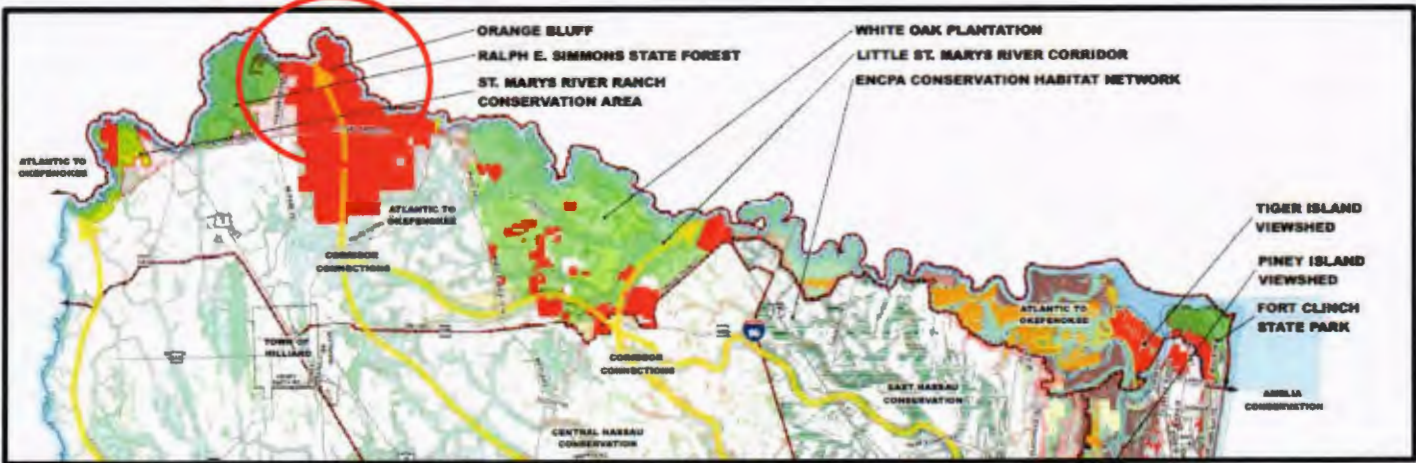 ORANGE BLUFF
RALPH E. SIMMONS STATE FOREST
ST. MARYS RIVER RANCH
CONSERVATION AREA
WHITE OAK PLANTATION
LITTLE ST. MARYS RIVER CORRIDOR
ENCPA CONSERVATION HABITAT NETWORK
ATLANTIC TO
OKEFENOKEE
ATLANTIC TO
OKEFENOKEE
CORRIDOR
CONNECTIONS
TOWN OF
HILLIARD
CORRIDOR
CONNECTIONS
CENTRAL NASSAU
CONSERVATION
95
EAST NASSAU
CONSERVATION
ATLANTIC TO
OKEFENOKEE
TIGER ISLAND
VIEWSHED
PINEY ISLAND
VIEWSHED
FORT CLINCH
STATE PARK
AMELIA
CONSERVATION